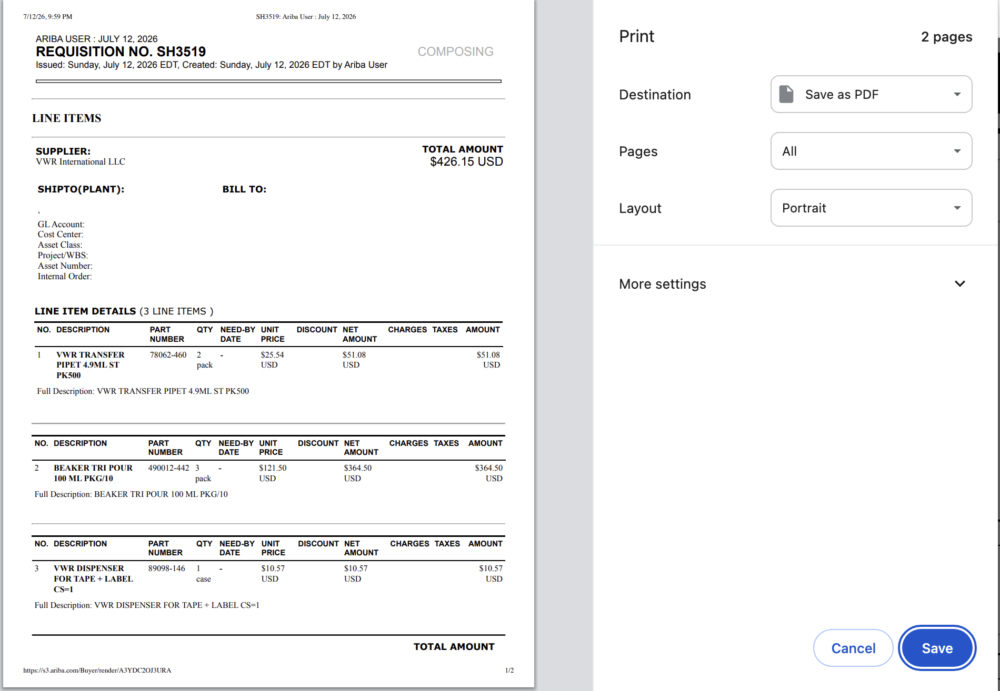 7/12/26, 9:59 PM SH3519: Ariba User : July 12, 2026
ARIBA USER : JULY 12, 2026
REQUISITION NO. SH3519 COMPOSING
Issued: Sunday, July 12, 2026 EDT, Created: Sunday, July 12, 2026 EDT by Ariba User
LINE ITEMS
SUPPLIER: TOTAL AMOUNT
VWR International LLC $426.15 USD
SHIPTO(PLANT): BILL TO:
,
GL Account:
Cost Center:
Asset Class:
Project/WBS:
Asset Number:
Internal Order:
LINE ITEM DETAILS (3 LINE ITEMS )
NO. DESCRIPTION PART QTY NEED-BY UNIT DISCOUNT NET CHARGES TAXES AMOUNT
NUMBER DATE PRICE AMOUNT
1 VWR TRANSFER 78062-460 2 - $25.54 $51.08 $51.08
PIPET 4.9ML ST pack USD USD USD
PK500
Full Description: VWR TRANSFER PIPET 4.9ML ST PK500
NO. DESCRIPTION PART QTY NEED-BY UNIT DISCOUNT NET CHARGES TAXES AMOUNT
NUMBER DATE PRICE AMOUNT
2 BEAKER TRI POUR 490012-442 3 - $121.50 $364.50 $364.50
100 ML PKG/10 pack USD USD USD
Full Description: BEAKER TRI POUR 100 ML PKG/10
NO. DESCRIPTION PART QTY NEED-BY UNIT DISCOUNT NET CHARGES TAXES AMOUNT
NUMBER DATE PRICE AMOUNT
3 VWR DISPENSER 89098-146 1 - $10.57 $10.57 $10.57
FOR TAPE + LABEL case USD USD USD
CS=1
Full Description: VWR DISPENSER FOR TAPE + LABEL CS=1
TOTAL AMOUNT
https://s3.ariba.com/Buyer/render/A3YDC2OJ3URA 1/2
Print 2 pages
Destination Save as PDF
Pages All
Layout Portrait
More settings
Cancel Save